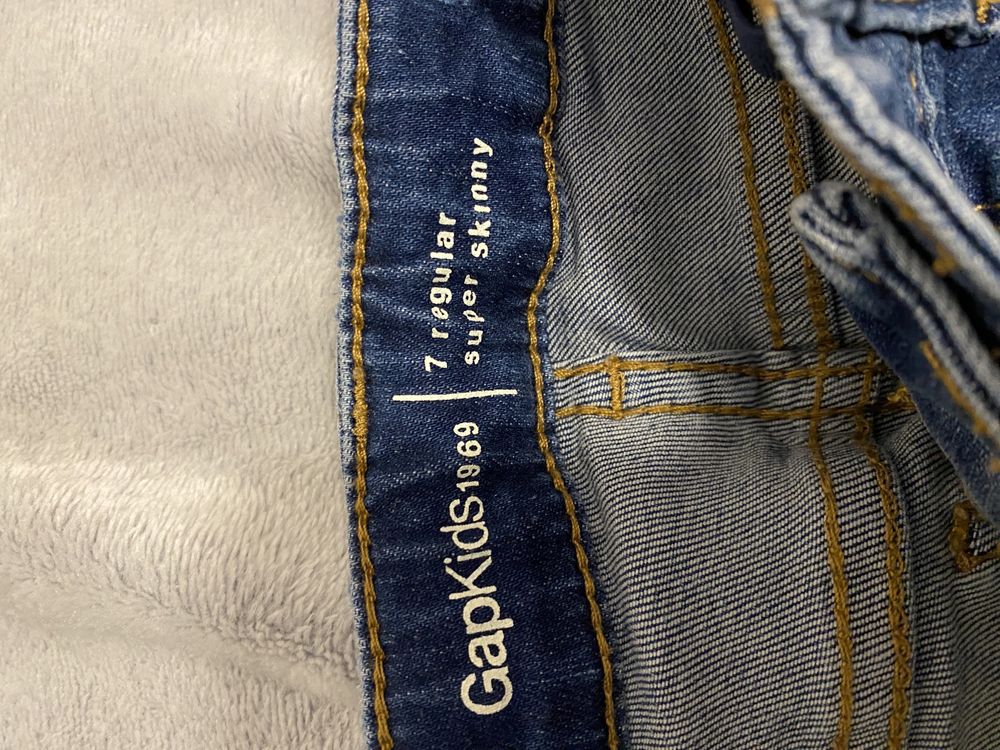 GapKids1969 | 7 regular
super skinny